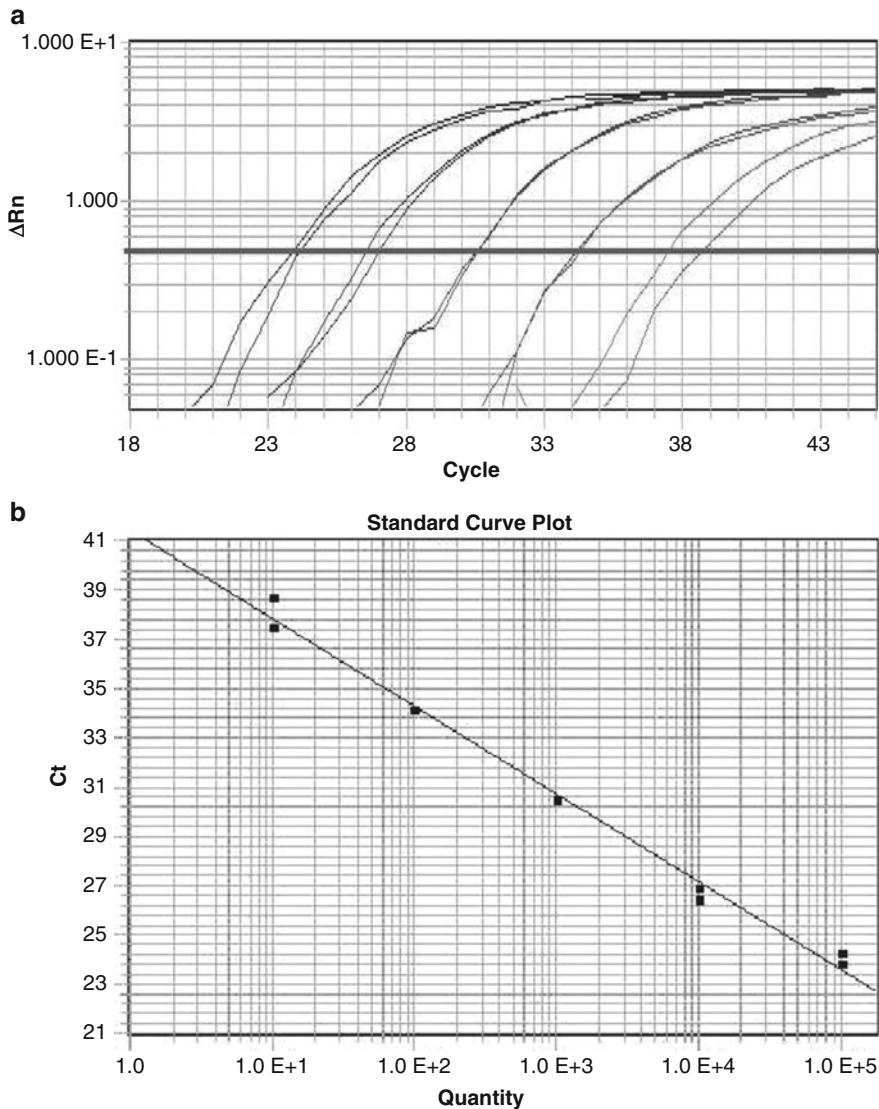 a
1.000 E+1
1.000
1.000 E-1
ΔRn
18 23 28 33 38 43
Cycle
b
Standard Curve Plot
41
39
37
35
33
31
29
27
25
23
21
Ct
1.0 1.0 E+1 1.0 E+2 1.0 E+3 1.0 E+4 1.0 E+5
Quantity